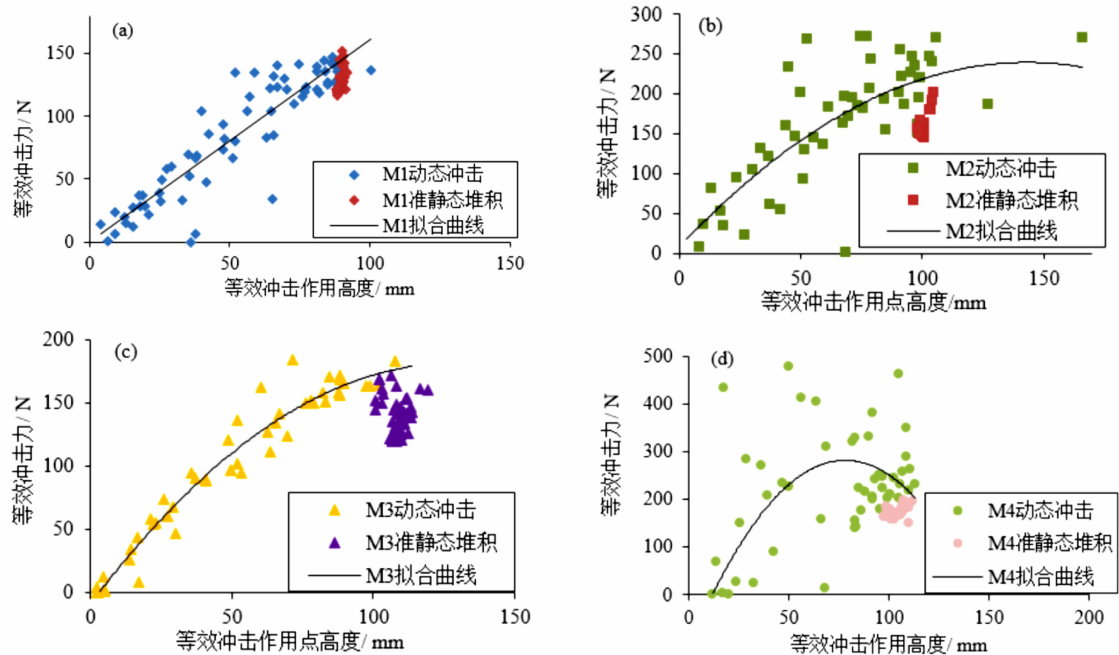 (a)
等效冲击力/ N
150
100
50
0
0
50
100
150
等效冲击作用高度/ mm
M1动态冲击
M1准静态堆积
M1拟合曲线
(b)
等效冲击力/ N
300
250
200
150
100
50
0
0
50
100
150
等效冲击作用点高度/mm
M2动态冲击
M2准静态堆积
M2拟合曲线
(c)
等效冲击力/ N
200
150
100
50
0
0
50
100
150
等效冲击作用点高度/ mm
M3动态冲击
M3准静态堆积
M3拟合曲线
(d)
等效冲击力/ N
500
400
300
200
100
0
0
50
100
150
200
等效冲击作用高度/ mm
M4动态冲击
M4准静态堆积
M4拟合曲线